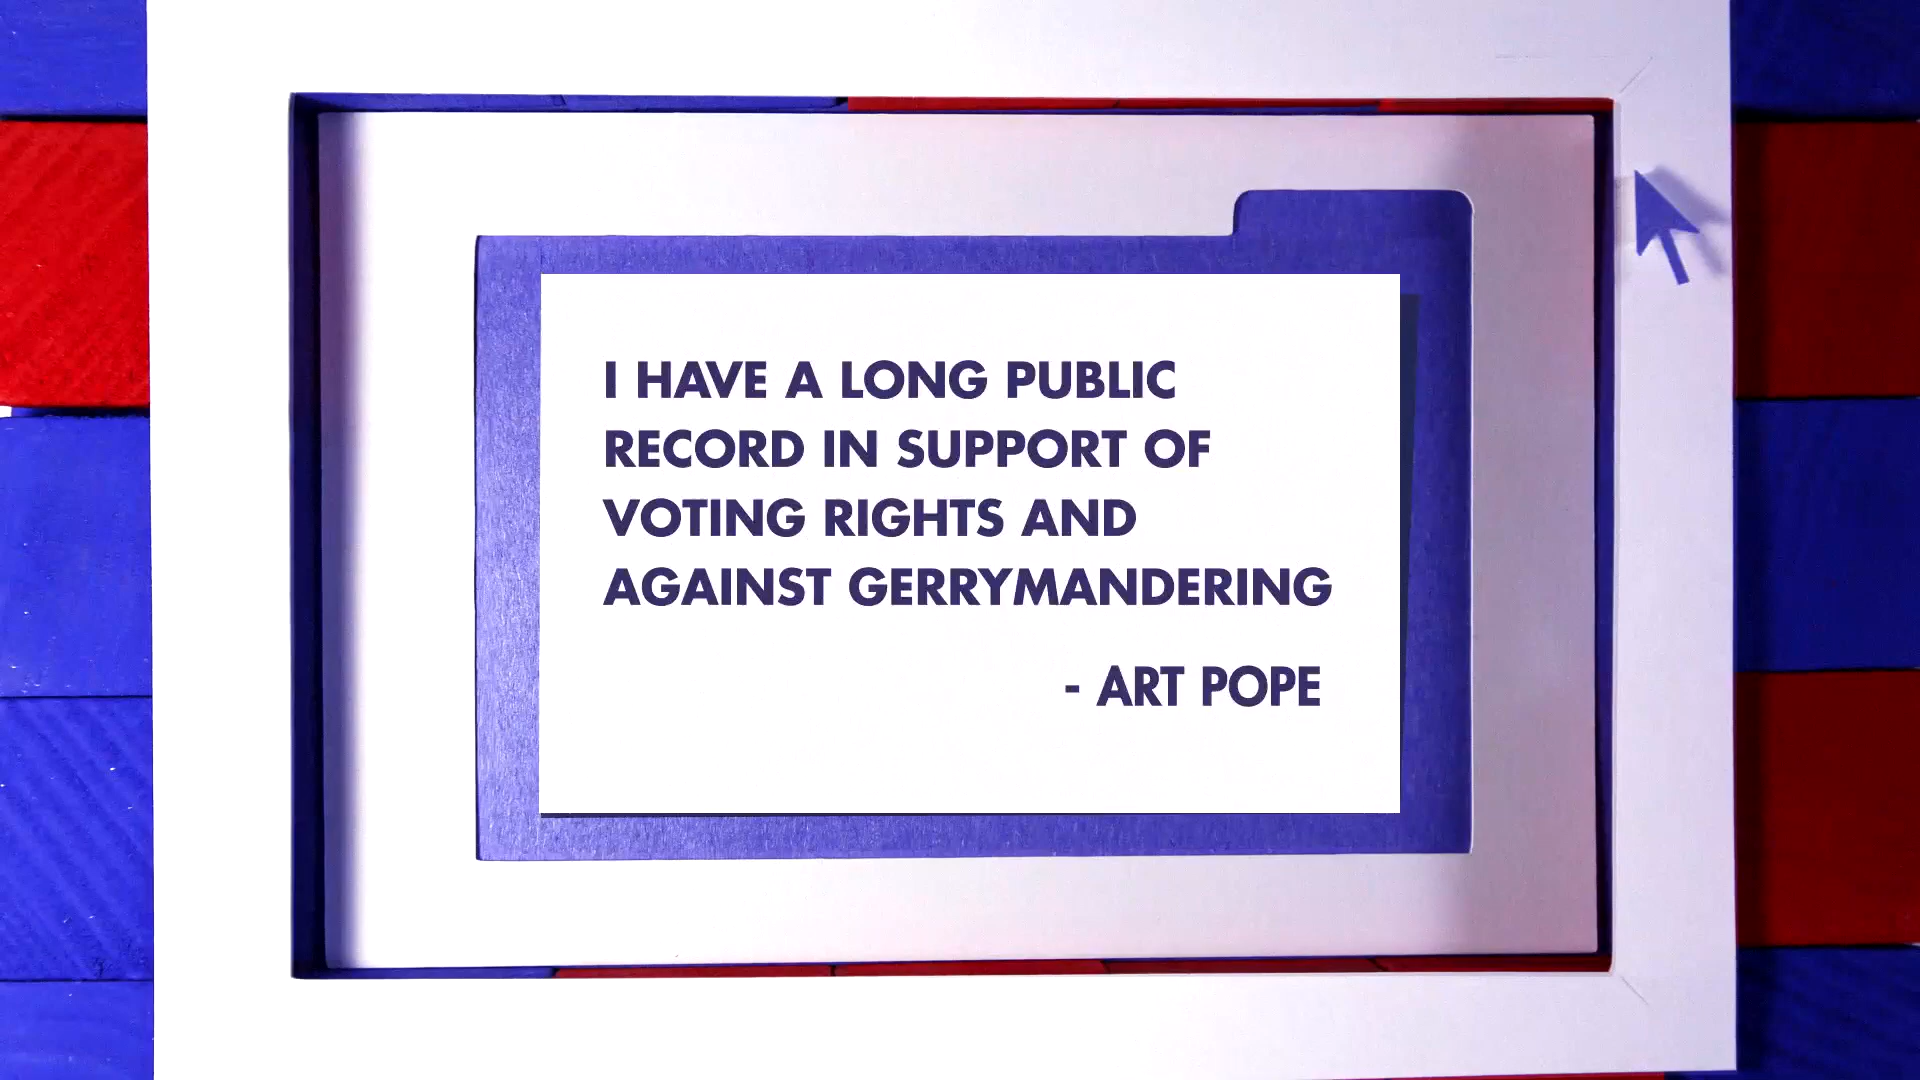 I HAVE A LONG PUBLIC
RECORD IN SUPPORT OF
VOTING RIGHTS AND
AGAINST GERRYMANDERING
- ART POPE